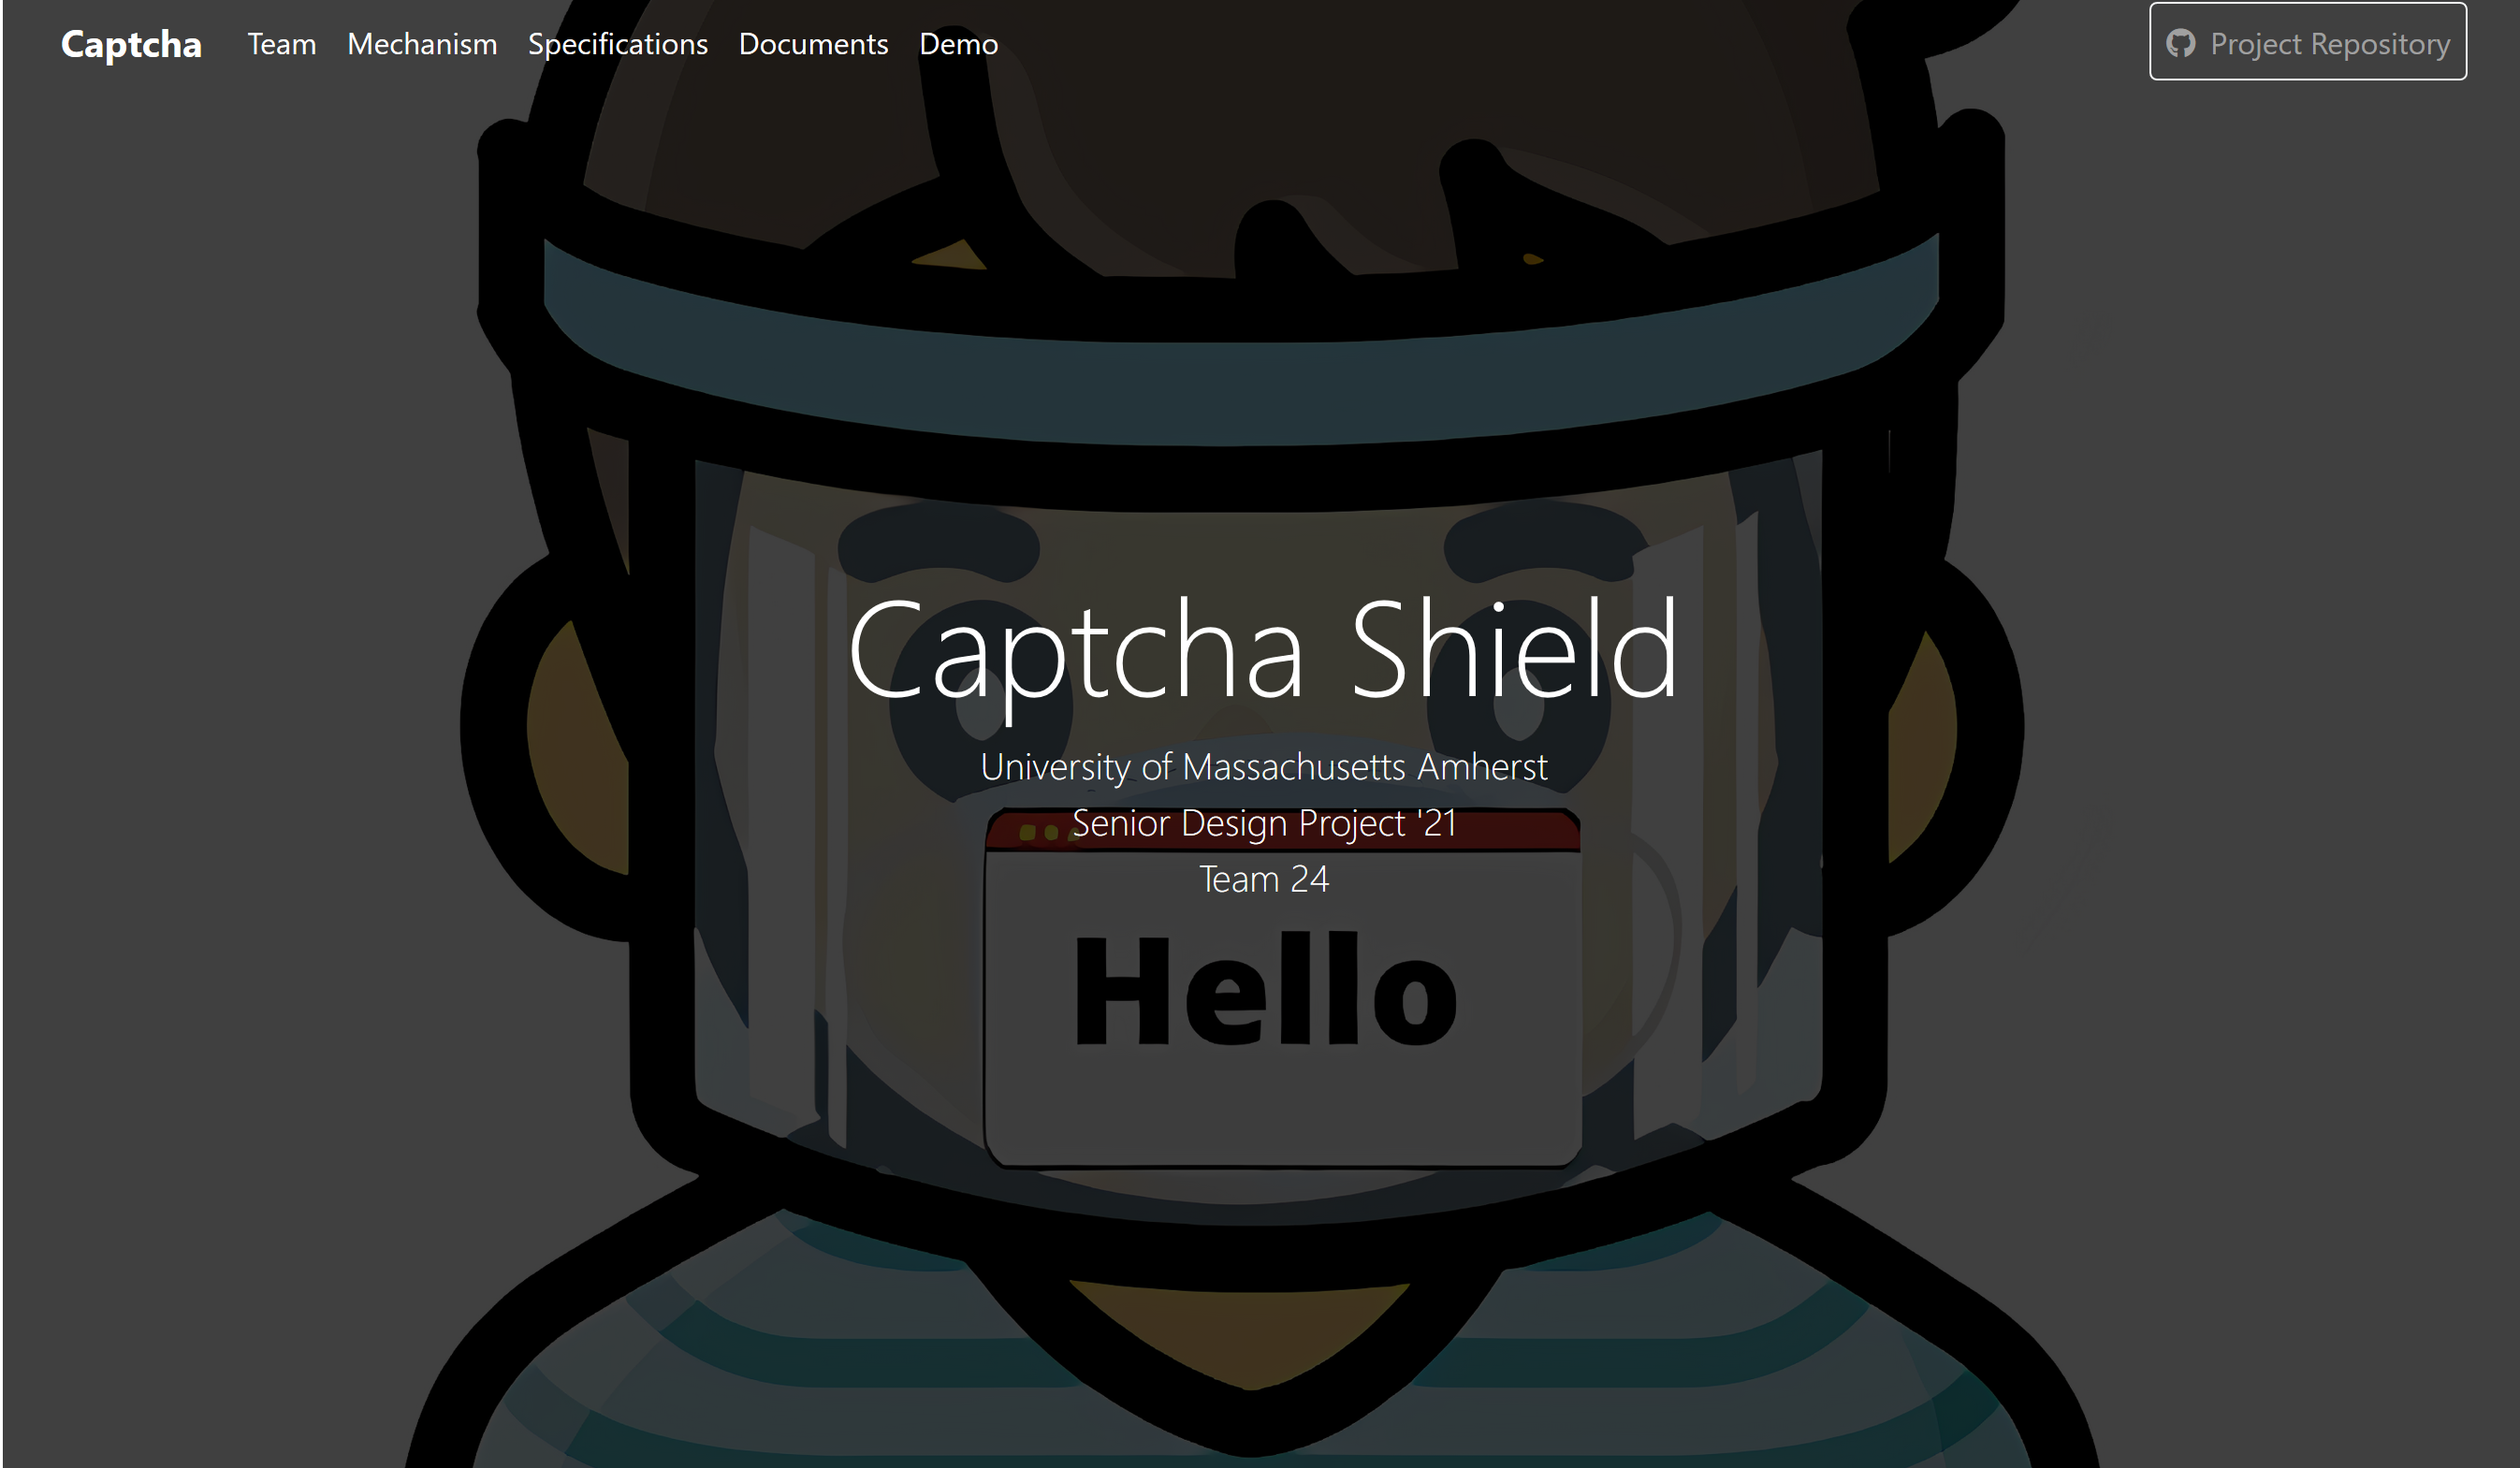 Captcha Team Mechanism Specifications Documents Demo Project Repository
Captcha Shield
University of Massachusetts Amherst
Senior Design Project '21
Team 24
Hello